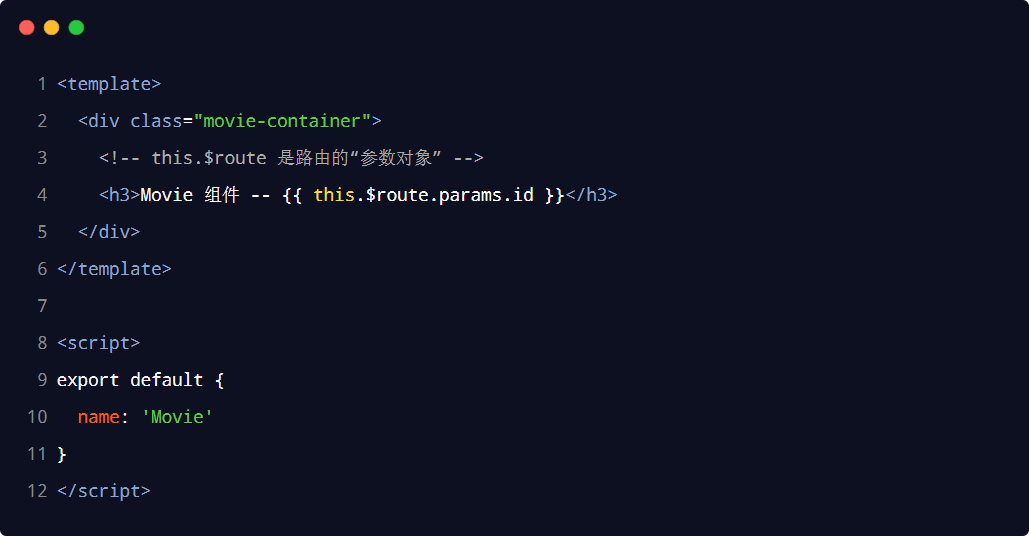 1 <template>
2   <div class="movie-container">
3     <!-- this.$route 是路由的“参数对象” -->
4     <h3>Movie 组件 -- {{ this.$route.params.id }}</h3>
5   </div>
6 </template>
7
8 <script>
9 export default {
10   name: 'Movie'
11 }
12 </script>